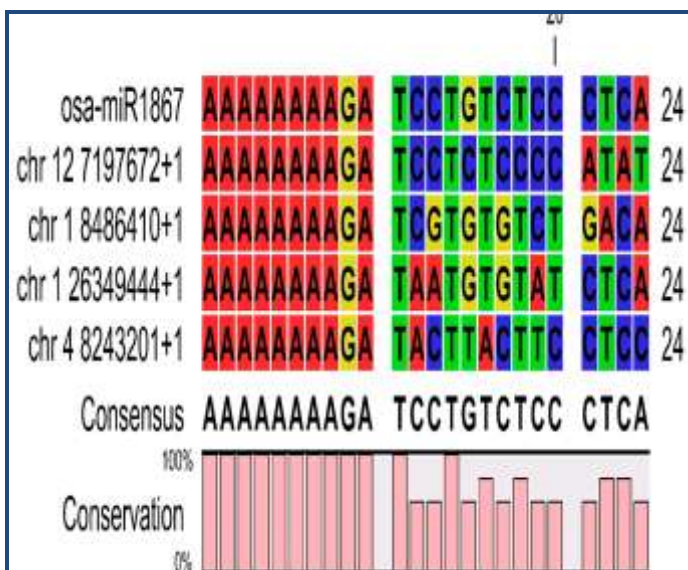 20
osa-miR1867 AAAAAAAAGA TCCTGTCTCC CTCA 24
chr 12 7197672+1 AAAAAAAAGA TCCTCTCCCC ATAT 24
chr 1 8486410+1 AAAAAAAAGA TCGTGTGTCT GACA 24
chr 1 26349444+1 AAAAAAAAGA TAATGTGTAT CTCA 24
chr 4 8243201+1 AAAAAAAAGA TACTTACTTC CTCC 24
Consensus AAAAAAAAGA TCCTGTCTCC CTCA
100%
Conservation
0%